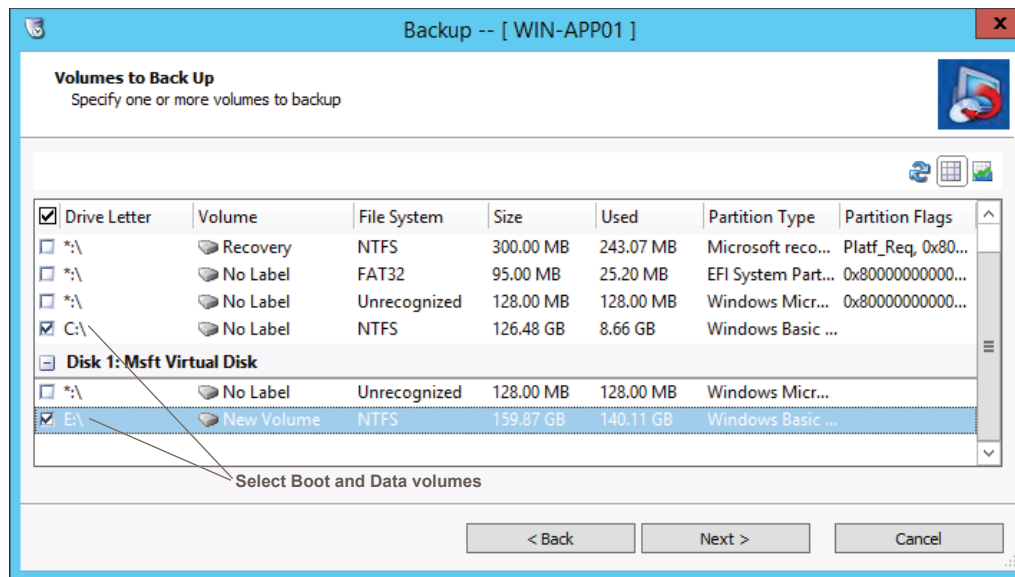 Backup -- [ WIN-APP01 ]
x
Volumes to Back Up
Specify one or more volumes to backup
Drive Letter Volume File System Size Used Partition Type Partition Flags
*:\ Recovery NTFS 300.00 MB 243.07 MB Microsoft reco... Platf_Req, 0x80...
*:\ No Label FAT32 95.00 MB 25.20 MB EFI System Part... 0x80000000000...
*:\ No Label Unrecognized 128.00 MB 128.00 MB Windows Micr... 0x80000000000...
C:\ No Label NTFS 126.48 GB 8.66 GB Windows Basic ...
Disk 1: Msft Virtual Disk
*:\ No Label Unrecognized 128.00 MB 128.00 MB Windows Micr...
E:\ New Volume NTFS 159.87 GB 140.11 GB Windows Basic ...
Select Boot and Data volumes
< Back Next > Cancel